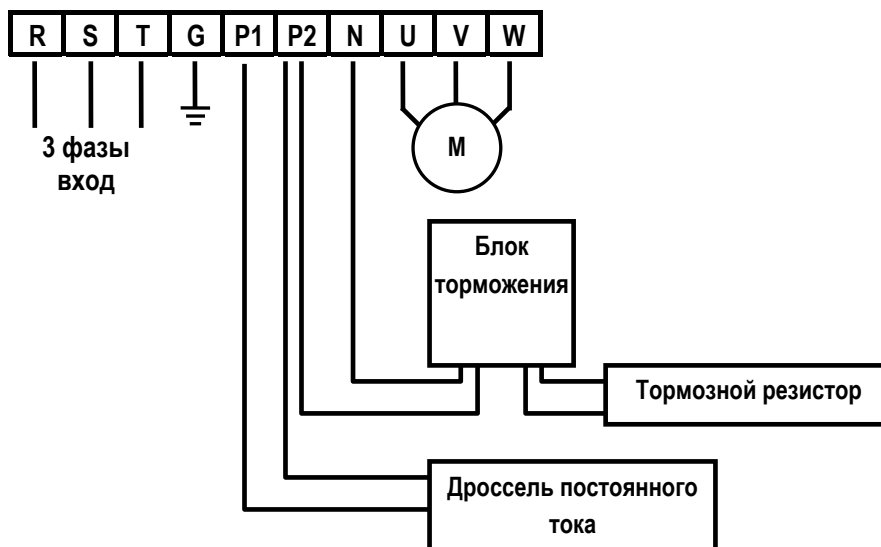 R S T G P1 P2 N U V W
3 фазы
вход
M
Блок
торможения
Тормозной резистор
Дроссель постоянного
тока